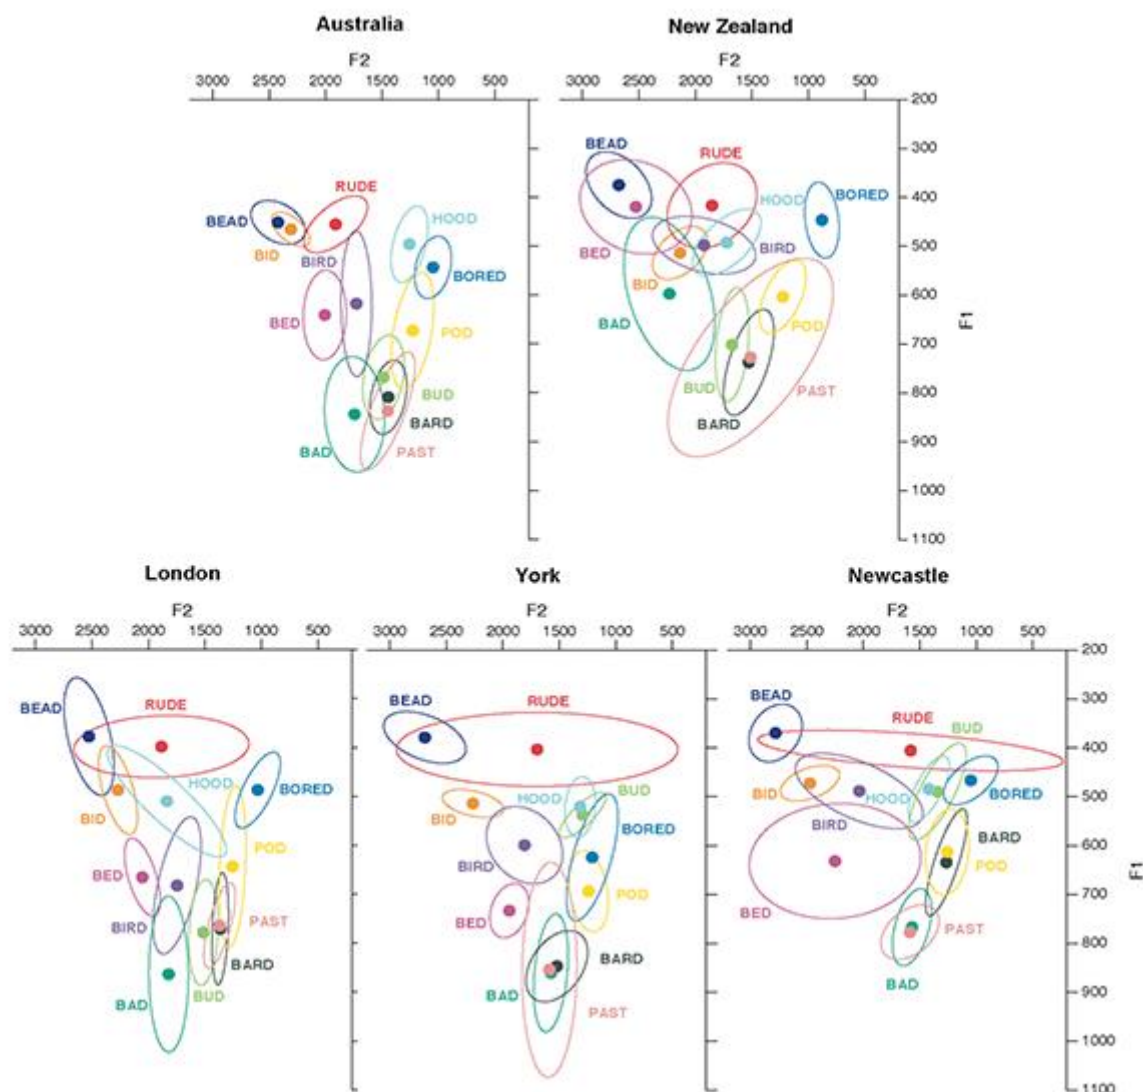 Australia
New Zealand
F2
F2
3000 2500 2000 1500 1000 500
3000 2500 2000 1500 1000 500
200
300
400
500
600
700
800
900
1000
1100
F1
BEAD
RUDE
HOOD
BID
BIRD
BORED
BED
POD
BUD
BARD
BAD
PAST
BEAD
RUDE
HOOD
BORED
BED
BIRD
BID
BAD
POD
BUD
PAST
BARD
London
York
Newcastle
F2
F2
F2
3000 2500 2000 1500 1000 500
3000 2500 2000 1500 1000 500
3000 2500 2000 1500 1000 500
200
300
400
500
600
700
800
900
1000
1100
F1
BEAD
RUDE
HOOD
BORED
BID
POD
BED
BIRD
PAST
BARD
BUD
BAD
BEAD
RUDE
BID
HOOD
BUD
BORED
BIRD
POD
BED
BARD
BAD
PAST
BEAD
RUDE
BUD
BID
HOOD
BORED
BIRD
BARD
POD
BED
PAST
BAD